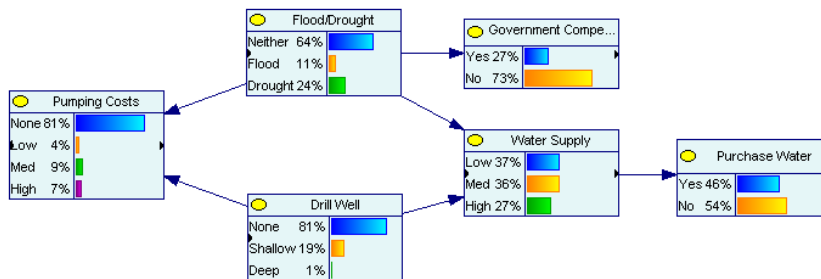 Flood/Drought
Neither 64%
Flood 11%
Drought 24%
Government Compe...
Yes 27%
No 73%
Pumping Costs
None 81%
Low 4%
Med 9%
High 7%
Water Supply
Low 37%
Med 36%
High 27%
Purchase Water
Yes 46%
No 54%
Drill Well
None 81%
Shallow 19%
Deep 1%